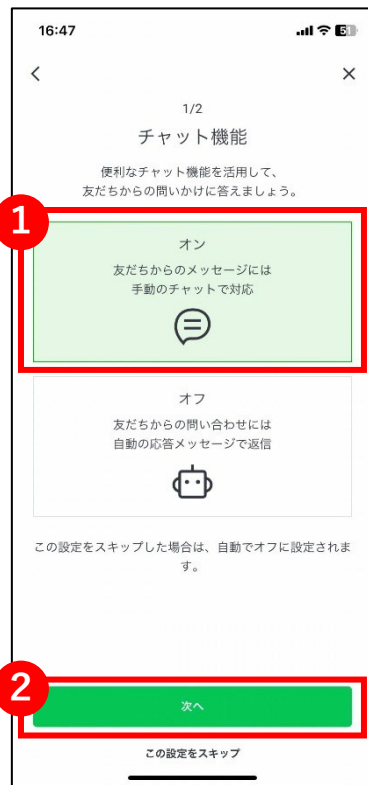 16:47
51
1/2
チャット機能
便利なチャット機能を活用して、
友だちからの問いかけに答えましょう。
1
オン
友だちからのメッセージには
手動のチャットで対応
オフ
友だちからの問い合わせには
自動の応答メッセージで返信
この設定をスキップした場合は、自動でオフに設定されま
す。
2
次へ
この設定をスキップ